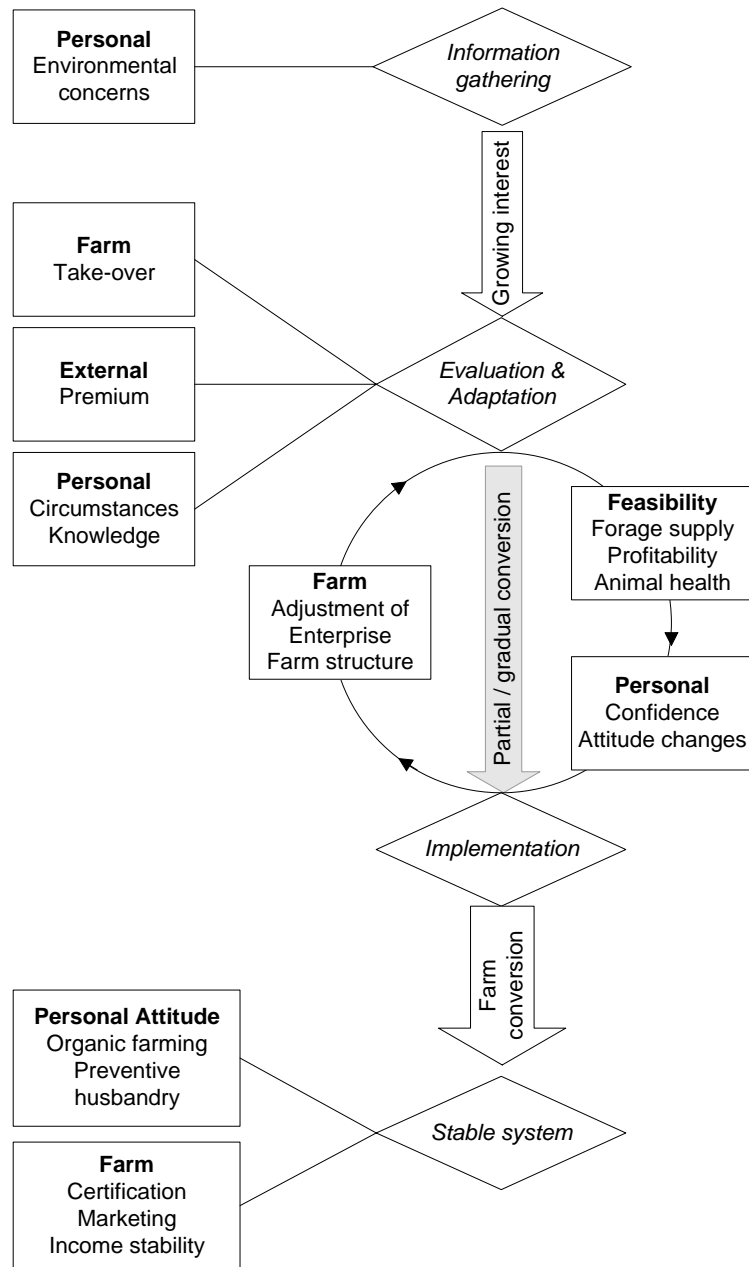 Personal
Environmental
concerns
Information
gathering
Growing interest
Farm
Take-over
External
Premium
Personal
Circumstances
Knowledge
Evaluation &
Adaptation
Feasibility
Forage supply
Profitability
Animal health
Farm
Adjustment of
Enterprise
Farm structure
Partial / gradual conversion
Personal
Confidence
Attitude changes
Implementation
Farm
conversion
Personal Attitude
Organic farming
Preventive
husbandry
Stable system
Farm
Certification
Marketing
Income stability